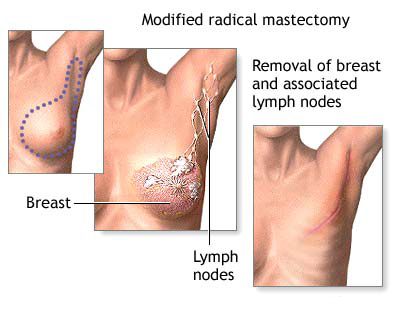 Modified radical mastectomy
Removal of breast
and associated
lymph nodes
Breast
Lymph
nodes